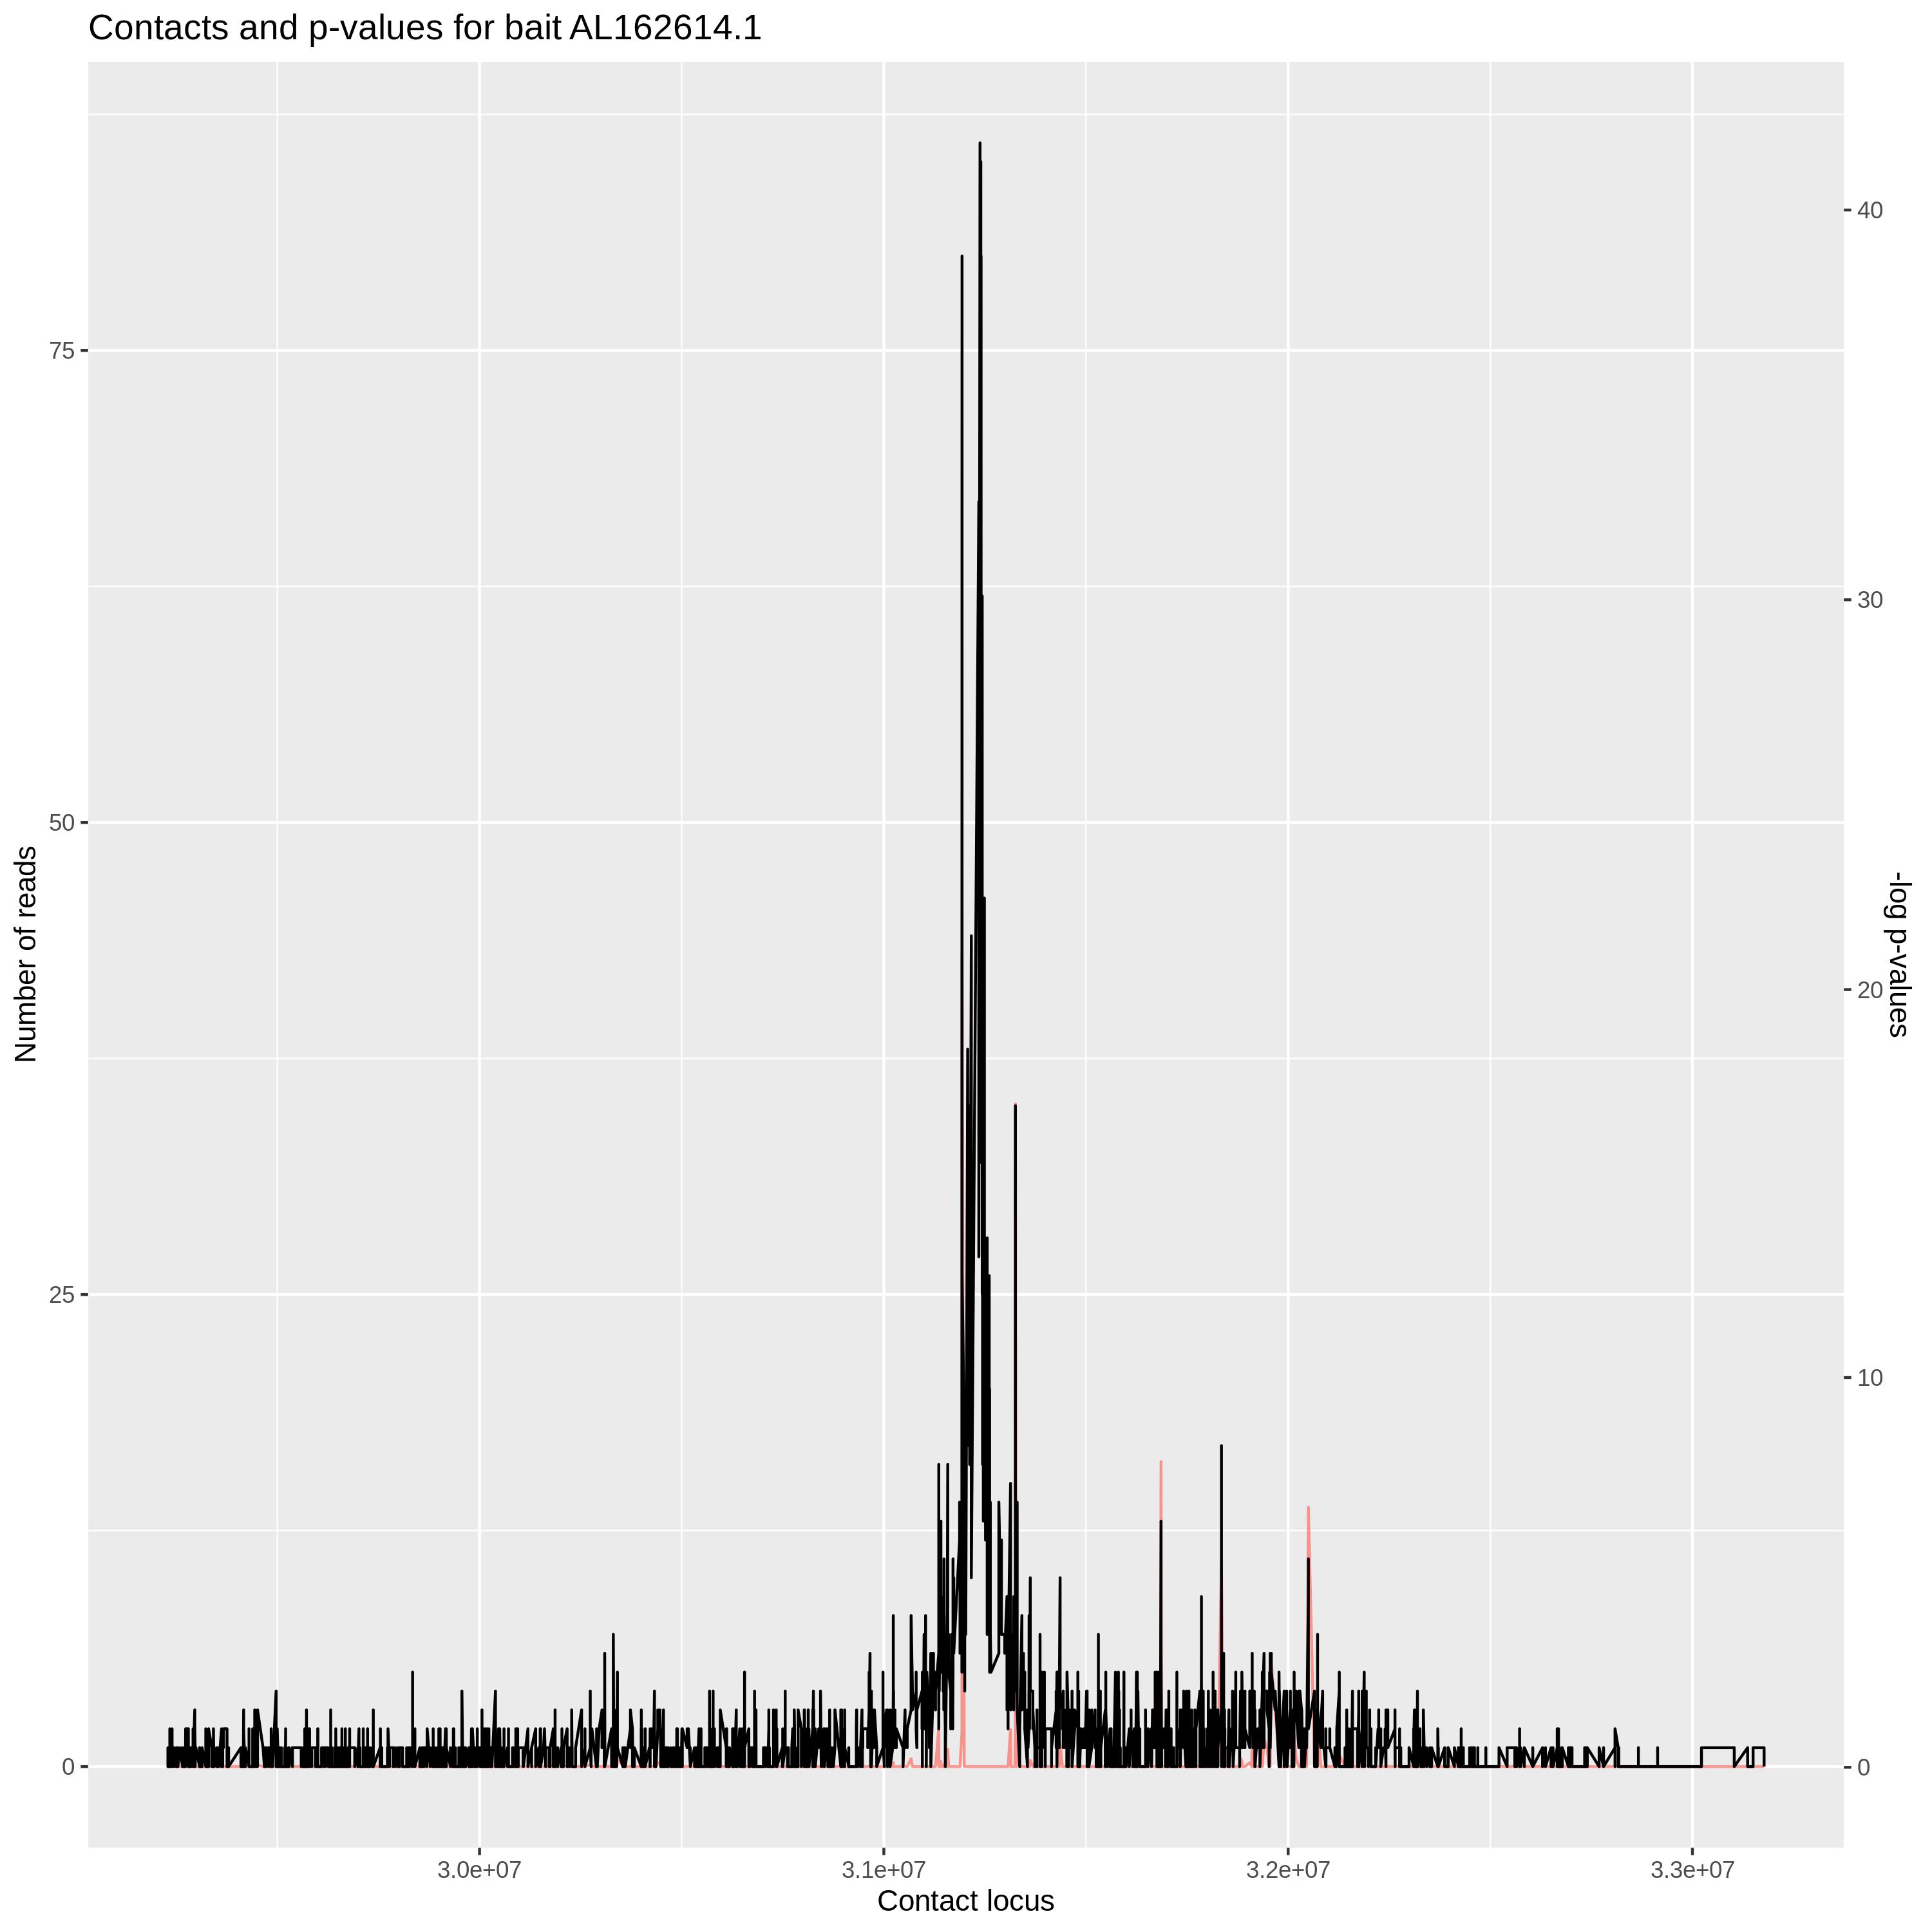 Contacts and p-values for bait AL162614.1
75
50
25
0
Number of reads
40
30
20
10
0
-log p-values
3.0e+07
3.1e+07
3.2e+07
3.3e+07
Contact locus